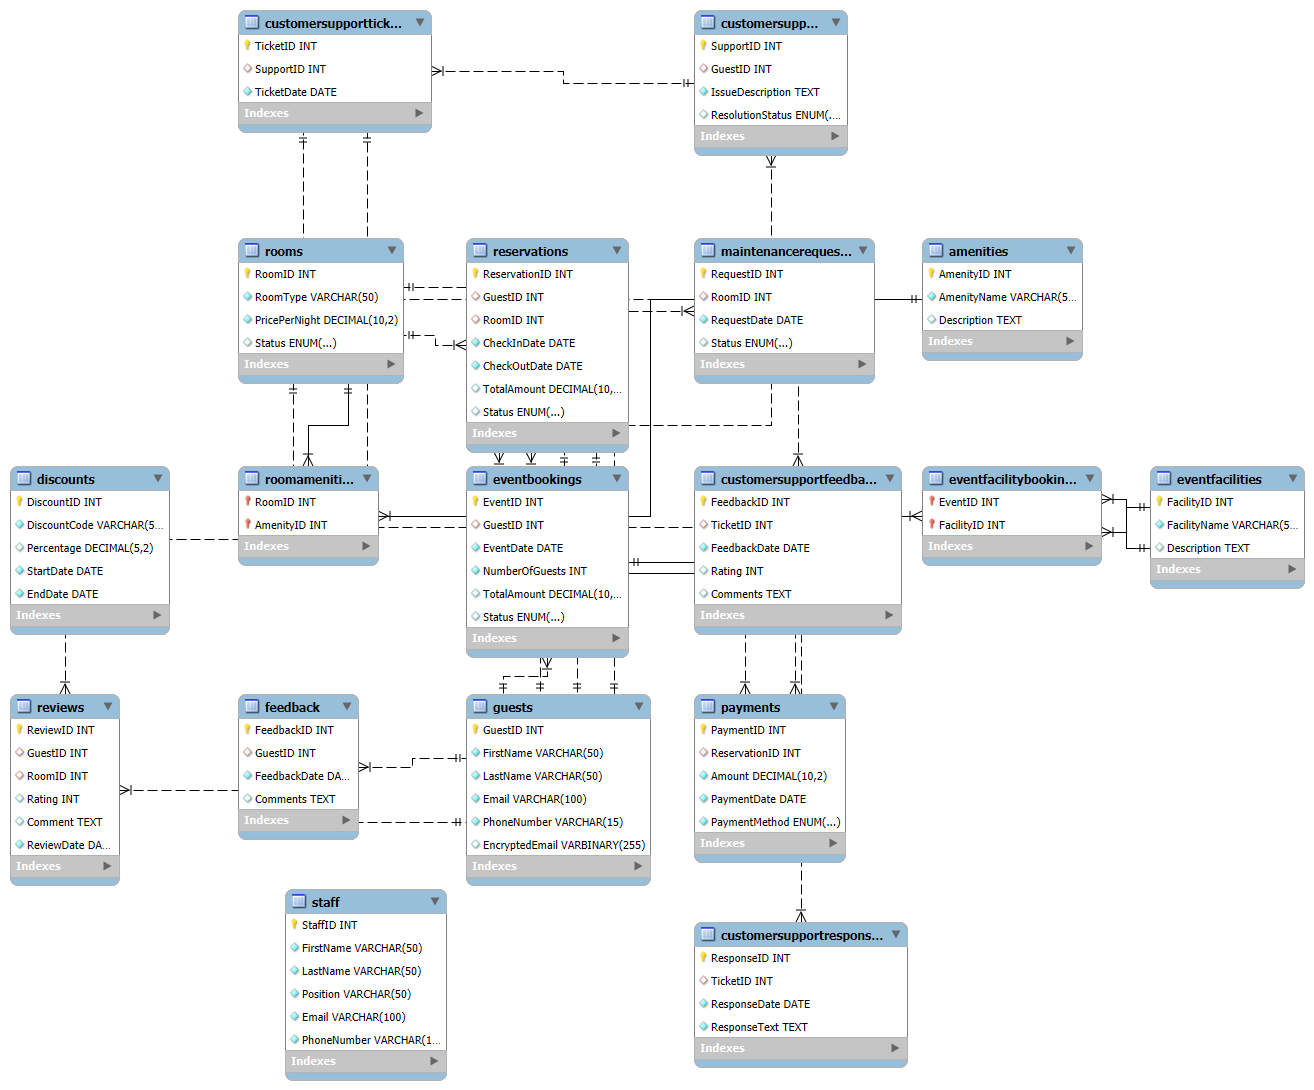 customersupporttick...
TicketID INT
SupportID INT
TicketDate DATE
Indexes
customersupp...
SupportID INT
GuestID INT
IssueDescription TEXT
ResolutionStatus ENUM(...
Indexes
rooms
RoomID INT
RoomType VARCHAR(50)
PricePerNight DECIMAL(10,2)
Status ENUM(...)
Indexes
reservations
ReservationID INT
GuestID INT
RoomID INT
CheckInDate DATE
CheckOutDate DATE
TotalAmount DECIMAL(10,...
Status ENUM(...)
Indexes
maintenancereques...
RequestID INT
RoomID INT
RequestDate DATE
Status ENUM(...)
Indexes
amenities
AmenityID INT
AmenityName VARCHAR(5...
Description TEXT
Indexes
discounts
DiscountID INT
DiscountCode VARCHAR(5...
Percentage DECIMAL(5,2)
StartDate DATE
EndDate DATE
Indexes
roomameniti...
RoomID INT
AmenityID INT
Indexes
eventbookings
EventID INT
GuestID INT
EventDate DATE
NumberOfGuests INT
TotalAmount DECIMAL(10,...
Status ENUM(...)
Indexes
customersupportfeedba...
FeedbackID INT
TicketID INT
FeedbackDate DATE
Rating INT
Comments TEXT
Indexes
eventfacilitybookin...
EventID INT
FacilityID INT
Indexes
eventfacilities
FacilityID INT
FacilityName VARCHAR(5...
Description TEXT
Indexes
reviews
ReviewID INT
GuestID INT
RoomID INT
Rating INT
Comment TEXT
ReviewDate DA...
Indexes
feedback
FeedbackID INT
GuestID INT
FeedbackDate DA...
Comments TEXT
Indexes
guests
GuestID INT
FirstName VARCHAR(50)
LastName VARCHAR(50)
Email VARCHAR(100)
PhoneNumber VARCHAR(15)
EncryptedEmail VARBINARY(255)
Indexes
payments
PaymentID INT
ReservationID INT
Amount DECIMAL(10,2)
PaymentDate DATE
PaymentMethod ENUM(...)
Indexes
staff
StaffID INT
FirstName VARCHAR(50)
LastName VARCHAR(50)
Position VARCHAR(50)
Email VARCHAR(100)
PhoneNumber VARCHAR(1...
Indexes
customersupportrespons...
ResponseID INT
TicketID INT
ResponseDate DATE
ResponseText TEXT
Indexes